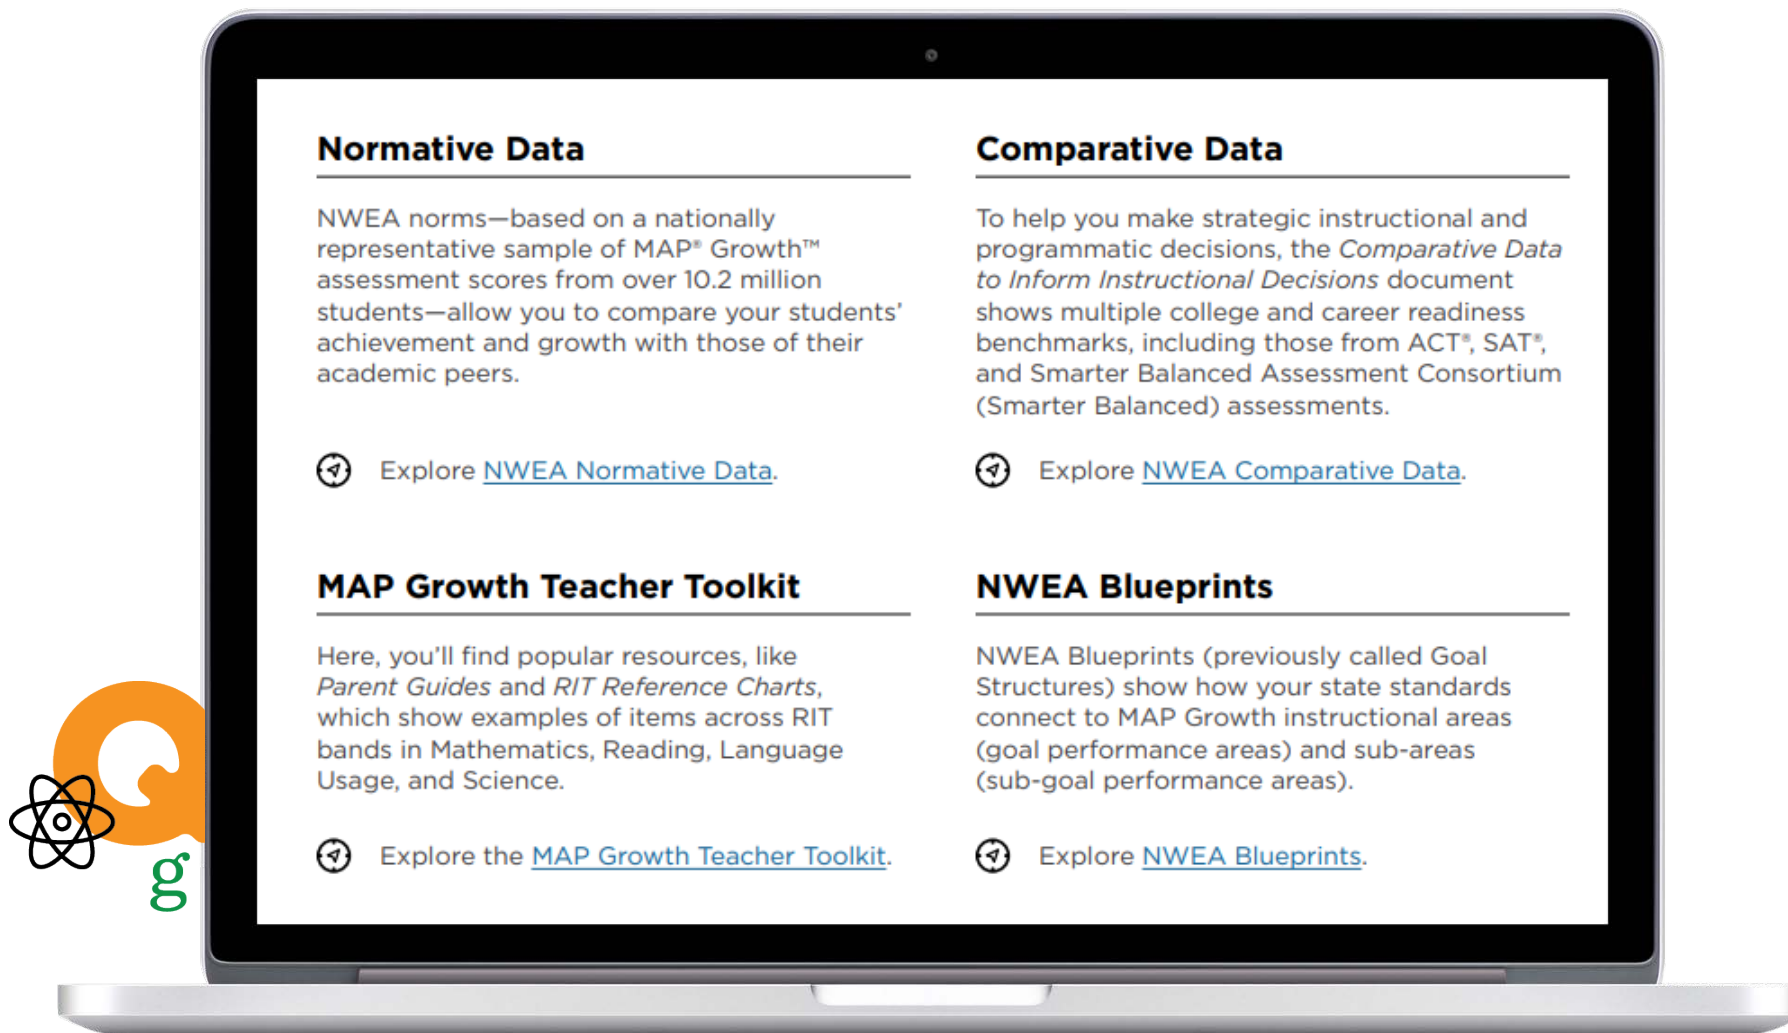 Normative Data
NWEA norms—based on a nationally
representative sample of MAP® Growth™
assessment scores from over 10.2 million
students—allow you to compare your students’
achievement and growth with those of their
academic peers.
Explore NWEA Normative Data.
Comparative Data
To help you make strategic instructional and
programmatic decisions, the Comparative Data
to Inform Instructional Decisions document
shows multiple college and career readiness
benchmarks, including those from ACT®, SAT®,
and Smarter Balanced Assessment Consortium
(Smarter Balanced) assessments.
Explore NWEA Comparative Data.
MAP Growth Teacher Toolkit
Here, you’ll find popular resources, like
Parent Guides and RIT Reference Charts,
which show examples of items across RIT
bands in Mathematics, Reading, Language
Usage, and Science.
Explore the MAP Growth Teacher Toolkit.
NWEA Blueprints
NWEA Blueprints (previously called Goal
Structures) show how your state standards
connect to MAP Growth instructional areas
(goal performance areas) and sub-areas
(sub-goal performance areas).
Explore NWEA Blueprints.
Q
g